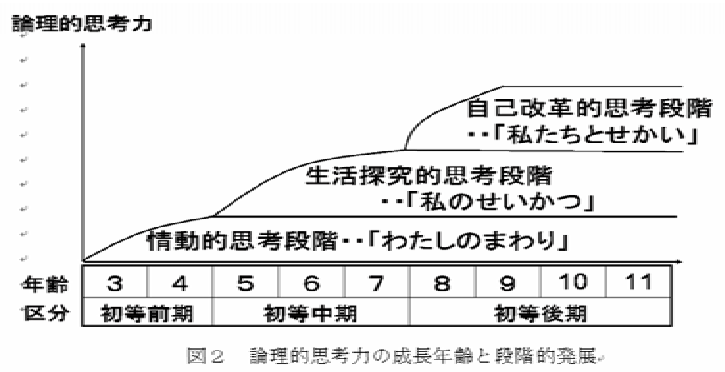 論理的思考力
自己改革的思考段階
・・「私たちとせかい」
生活探究的思考段階
・・「私のせいかつ」
情動的思考段階・・「わたしのまわり」
年齢 3 4 5 6 7 8 9 10 11
区分 初等前期 初等中期 初等後期
図2 論理的思考力の成長年齢と段階的発展